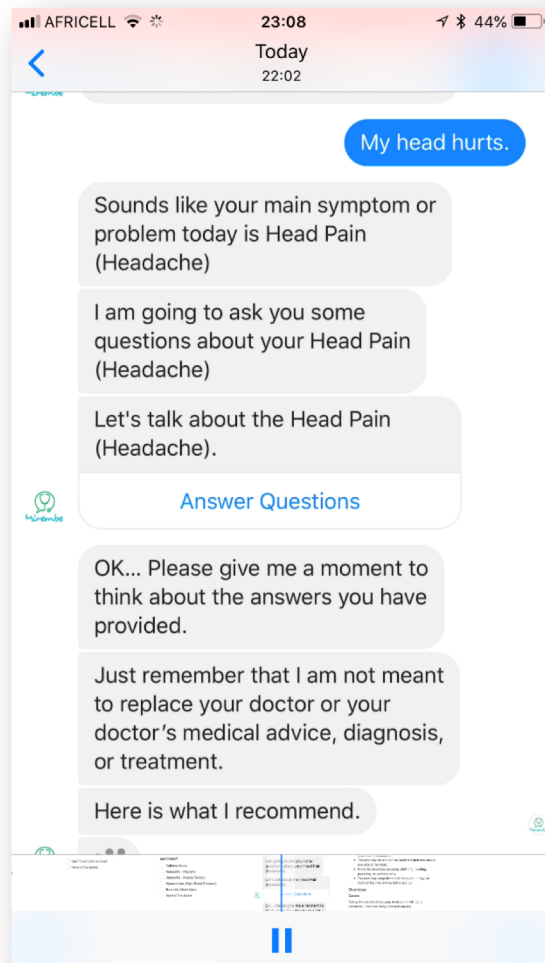 AFRICELL 23:08 44%
Today
22:02
My head hurts.
Sounds like your main symptom or
problem today is Head Pain
(Headache)
I am going to ask you some
questions about your Head Pain
(Headache)
Let's talk about the Head Pain
(Headache).
Answer Questions
Mirembe
OK... Please give me a moment to
think about the answers you have
provided.
Just remember that I am not meant
to replace your doctor or your
doctor's medical advice, diagnosis,
or treatment.
Here is what I recommend.